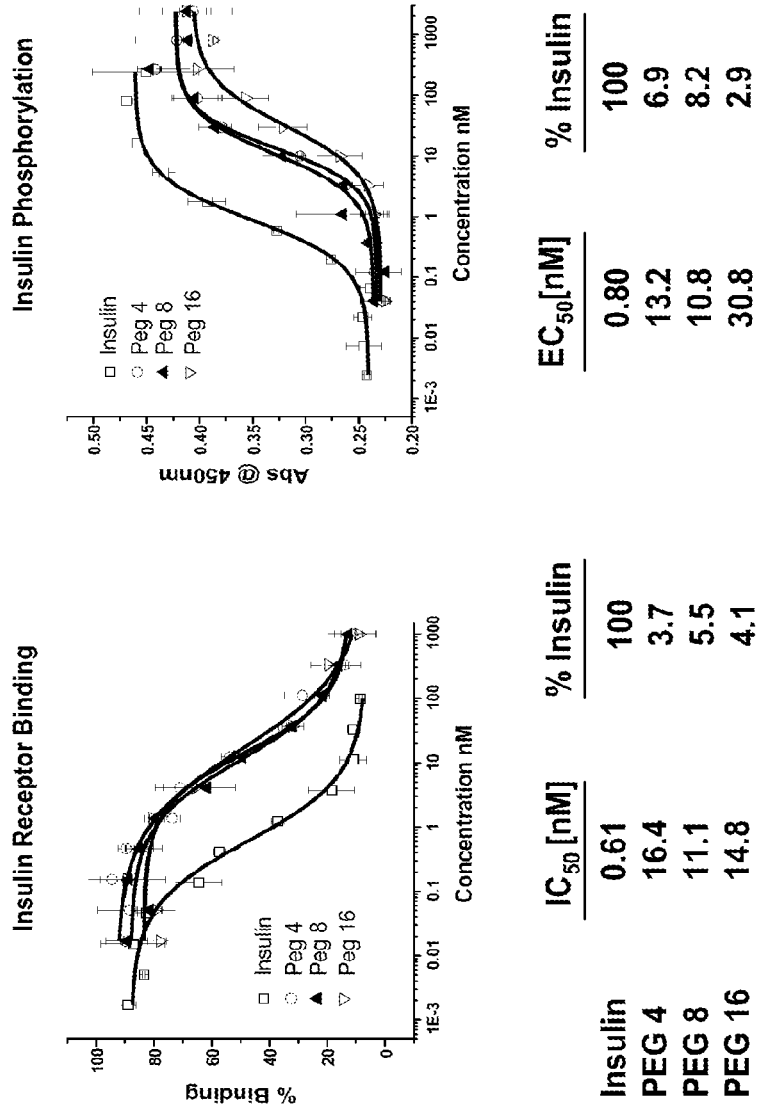 Insulin Receptor Binding
% Binding
100
80
60
40
20
0
Insulin
Peg 4
Peg 8
Peg 16
1E-3
0.01
0.1
1
10
100
1000
Concentration nM
Insulin Phosphorylation
Abs @ 450nm
0.50
0.45
0.40
0.35
0.30
0.25
0.20
Insulin
Peg 4
Peg 8
Peg 16
1E-3
0.01
0.1
1
10
100
1000
Concentration nM
IC50 [nM] % Insulin EC50[nM] % Insulin
Insulin 0.61 100 0.80 100
PEG 4 16.4 3.7 13.2 6.9
PEG 8 11.1 5.5 10.8 8.2
PEG 16 14.8 4.1 30.8 2.9